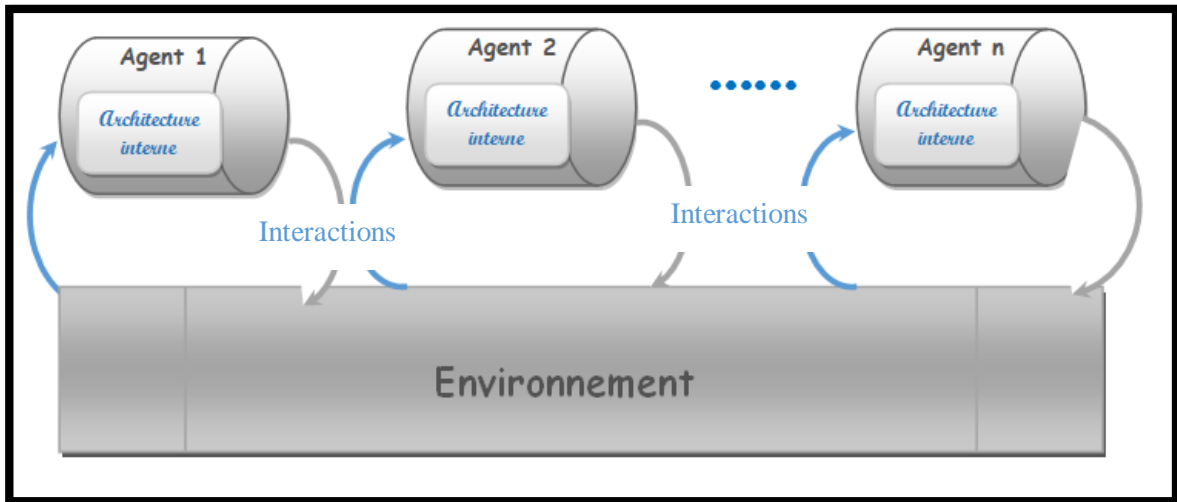 Agent 1
Architecture
interne
Agent 2
Architecture
interne
Agent n
Architecture
interne
Interactions
Interactions
Environnement